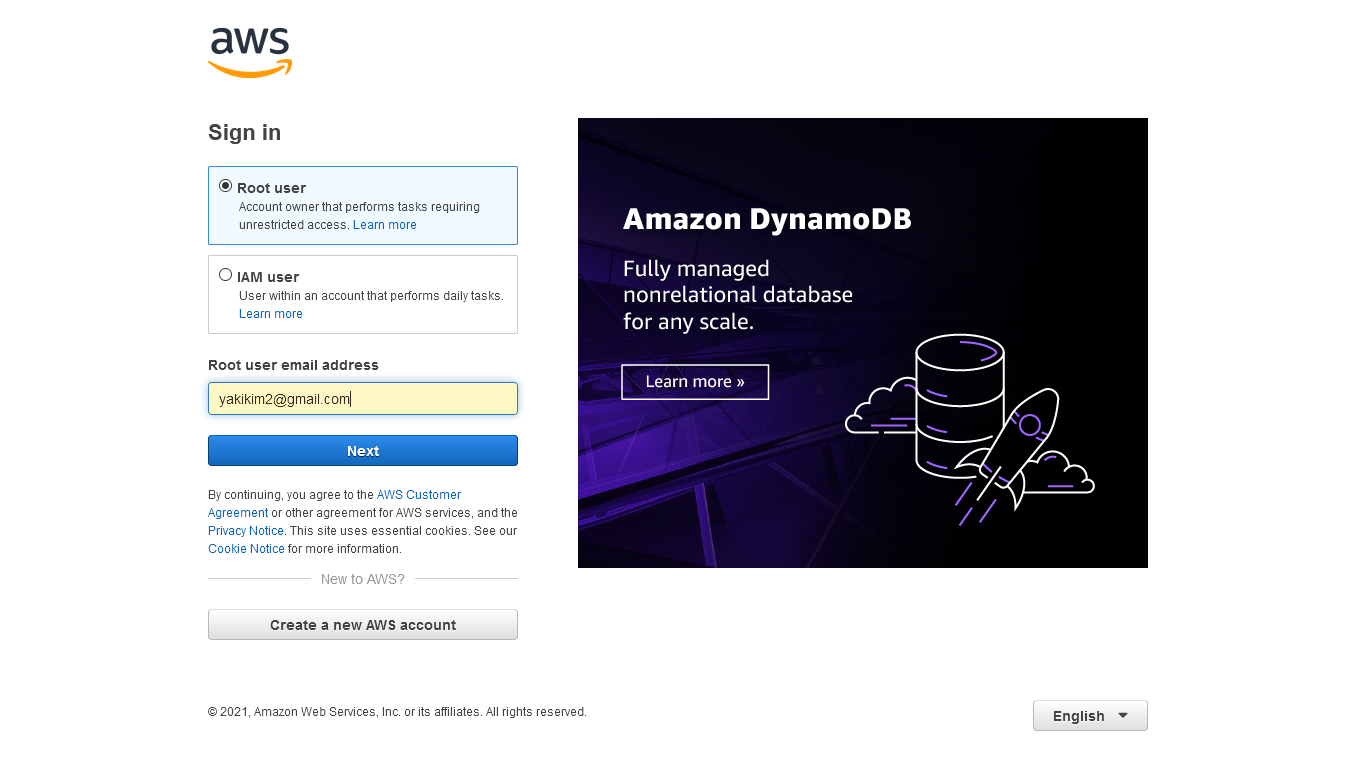 aws
Sign in
Root user
Account owner that performs tasks requiring
unrestricted access. Learn more
IAM user
User within an account that performs daily tasks.
Learn more
Root user email address
yakikim2@gmail.com
Next
By continuing, you agree to the AWS Customer
Agreement or other agreement for AWS services, and the
Privacy Notice. This site uses essential cookies. See our
Cookie Notice for more information.
New to AWS?
Create a new AWS account
Amazon DynamoDB
Fully managed
nonrelational database
for any scale.
Learn more »
© 2021, Amazon Web Services, Inc. or its affiliates. All rights reserved.
English